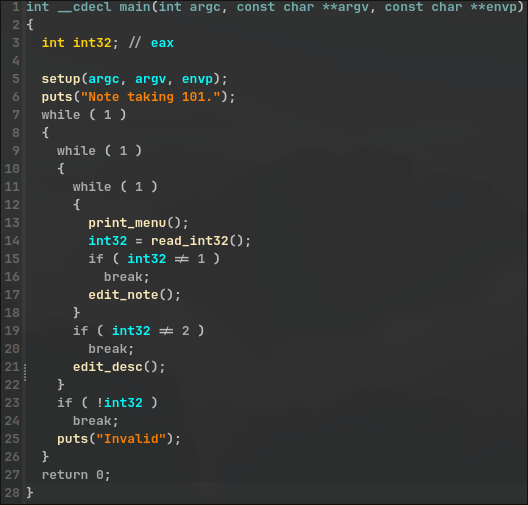 1 int __cdecl main(int argc, const char **argv, const char **envp)
2 {
3   int int32; // eax
4
5   setup(argc, argv, envp);
6   puts("Note taking 101.");
7   while ( 1 )
8   {
9     while ( 1 )
10     {
11       while ( 1 )
12       {
13         print_menu();
14         int32 = read_int32();
15         if ( int32 != 1 )
16           break;
17         edit_note();
18       }
19       if ( int32 != 2 )
20         break;
21       edit_desc();
22     }
23     if ( !int32 )
24       break;
25     puts("Invalid");
26   }
27   return 0;
28 }